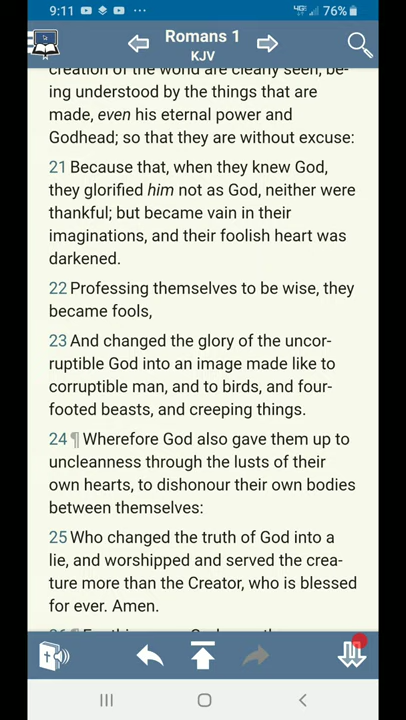 9:11
76%
Romans 1
KJV
creation of the world are clearly seen, be-
ing understood by the things that are
made, even his eternal power and
Godhead; so that they are without excuse:
21 Because that, when they knew God,
they glorified him not as God, neither were
thankful; but became vain in their
imaginations, and their foolish heart was
darkened.
22 Professing themselves to be wise, they
became fools,
23 And changed the glory of the uncor-
ruptible God into an image made like to
corruptible man, and to birds, and four-
footed beasts, and creeping things.
24 ¶ Wherefore God also gave them up to
uncleanness through the lusts of their
own hearts, to dishonour their own bodies
between themselves:
25 Who changed the truth of God into a
lie, and worshipped and served the crea-
ture more than the Creator, who is blessed
for ever. Amen.